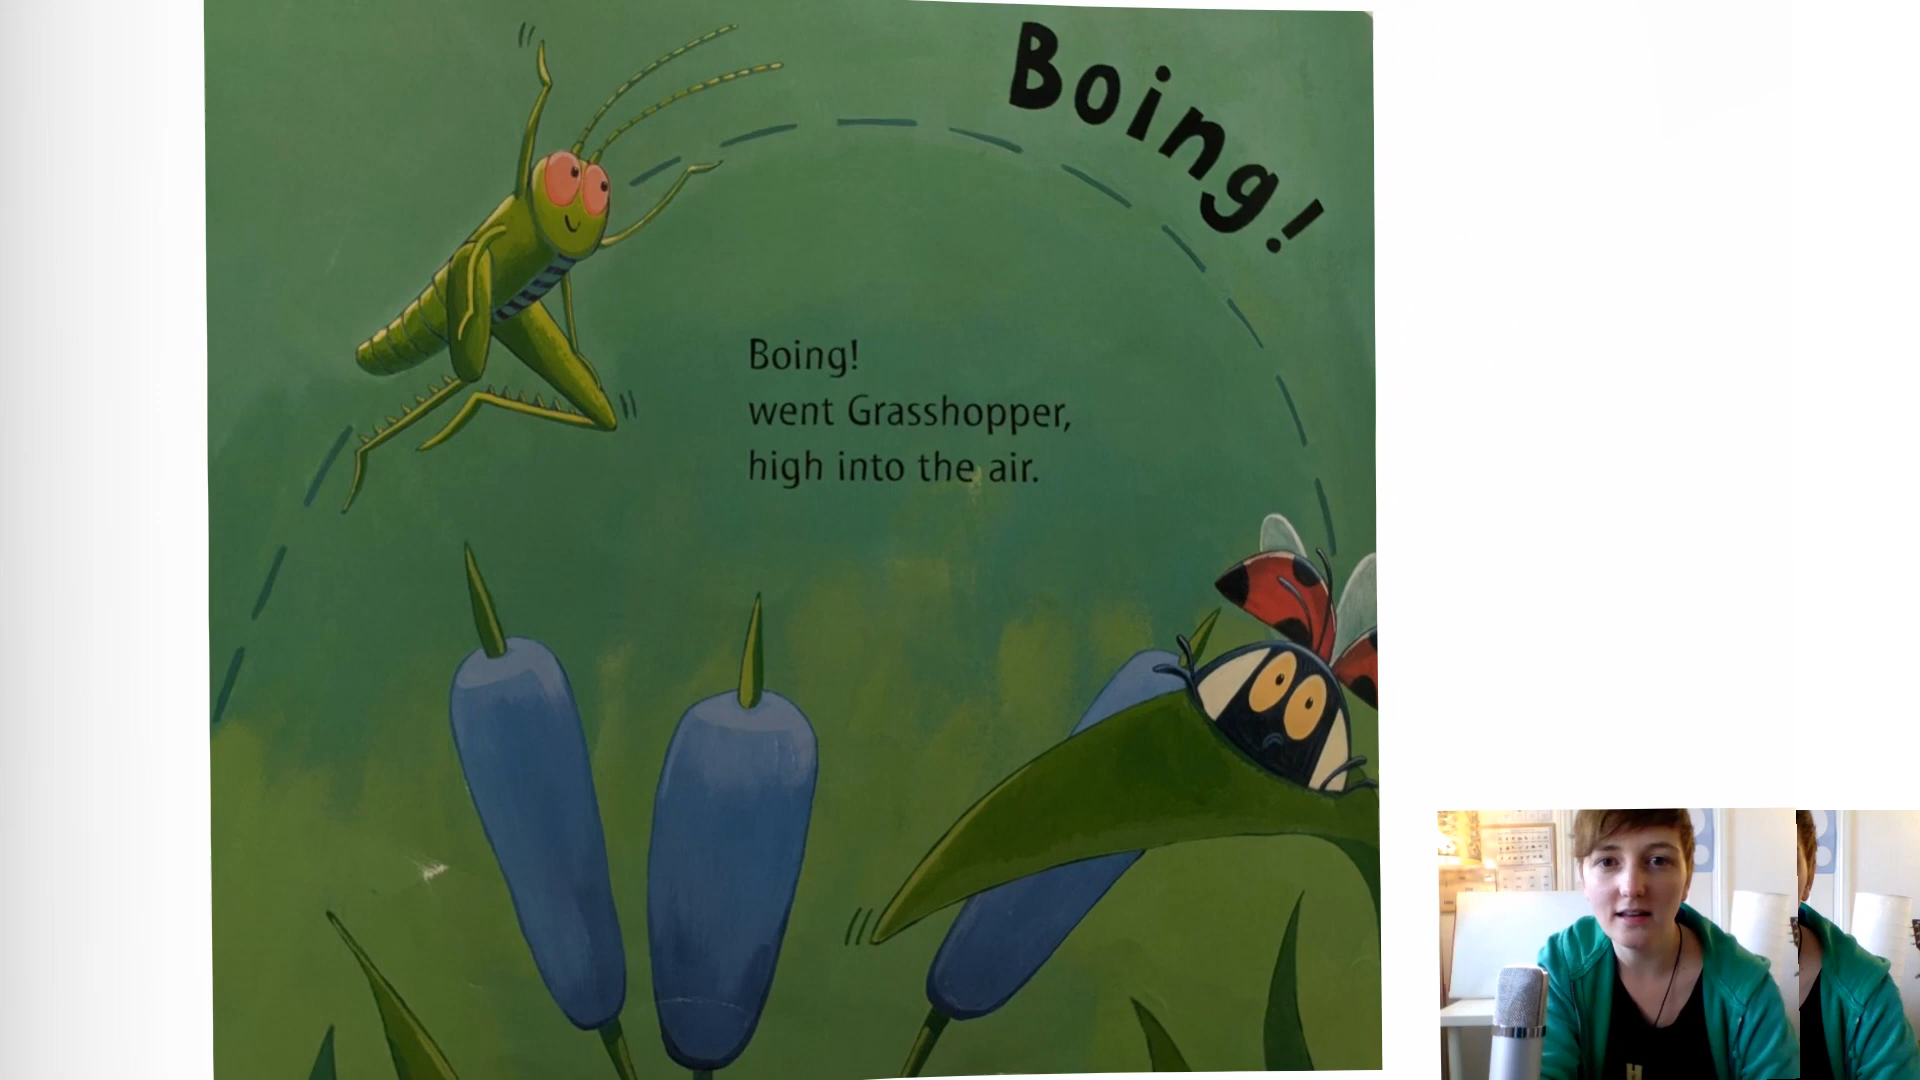 Boing!
Boing!
went Grasshopper,
high into the air.
H